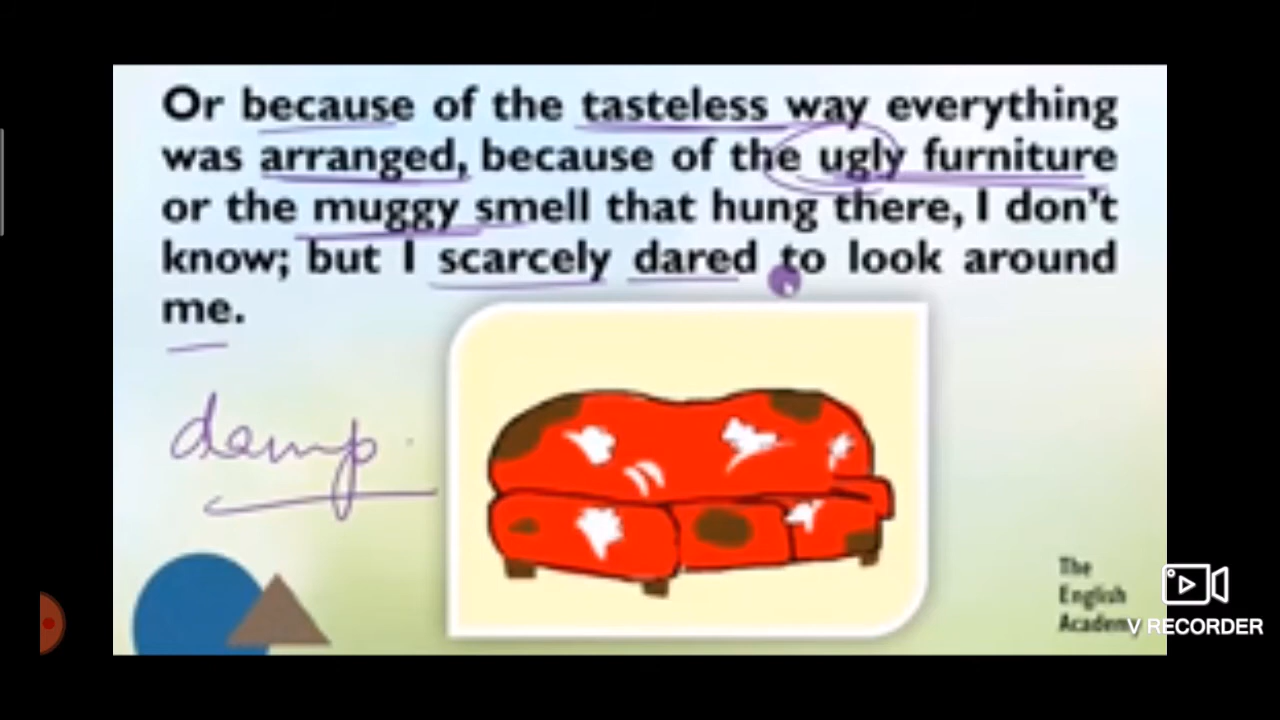 Or because of the tasteless way everything
was arranged, because of the ugly furniture
or the muggy smell that hung there, I don't
know; but I scarcely dared to look around
me.
damp
The
English
V RECORDER